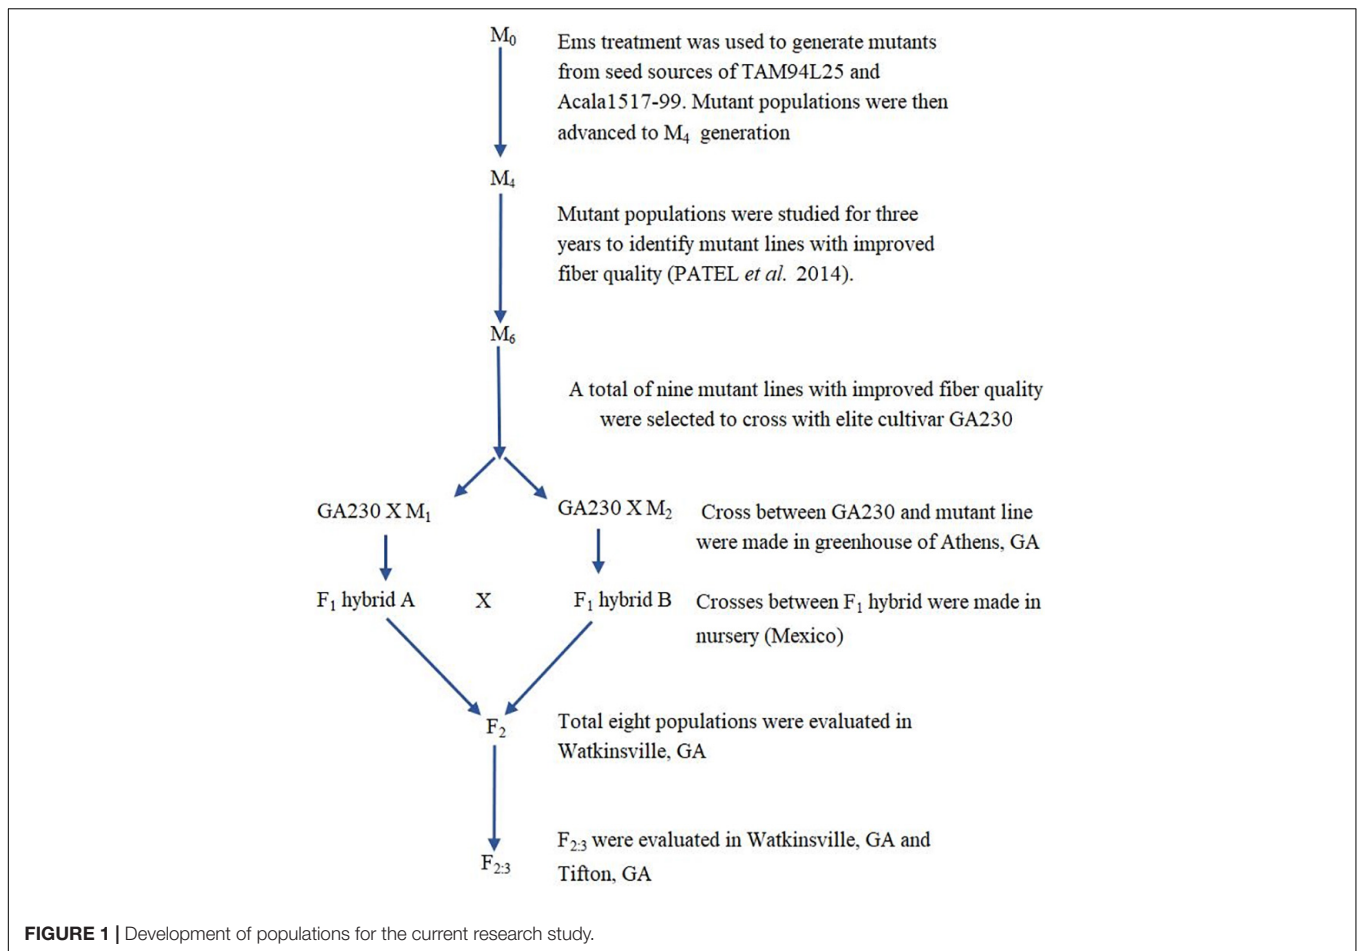 M₀
Ems treatment was used to generate mutants
from seed sources of TAM94L25 and
Acala1517-99. Mutant populations were then
advanced to M₄ generation
M₄
Mutant populations were studied for three
years to identify mutant lines with improved
fiber quality (PATEL et al. 2014).
M₆
A total of nine mutant lines with improved fiber quality
were selected to cross with elite cultivar GA230
GA230 X M₁
GA230 X M₂
Cross between GA230 and mutant line
were made in greenhouse of Athens, GA
F₁ hybrid A
X
F₁ hybrid B
Crosses between F₁ hybrid were made in
nursery (Mexico)
F₂
Total eight populations were evaluated in
Watkinsville, GA
F₂:₃ were evaluated in Watkinsville, GA and
Tifton, GA
F₂:₃
FIGURE 1 | Development of populations for the current research study.